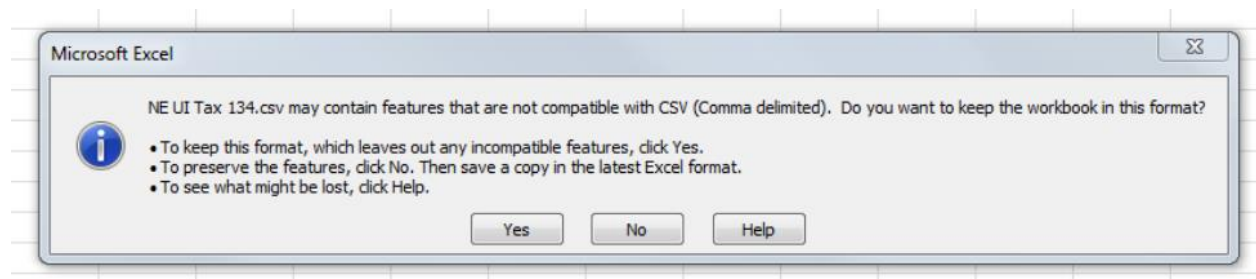 Microsoft Excel
NE UI Tax 134.csv may contain features that are not compatible with CSV (Comma delimited).  Do you want to keep the workbook in this format?
• To keep this format, which leaves out any incompatible features, click Yes.
• To preserve the features, click No. Then save a copy in the latest Excel format.
• To see what might be lost, click Help.
Yes No Help